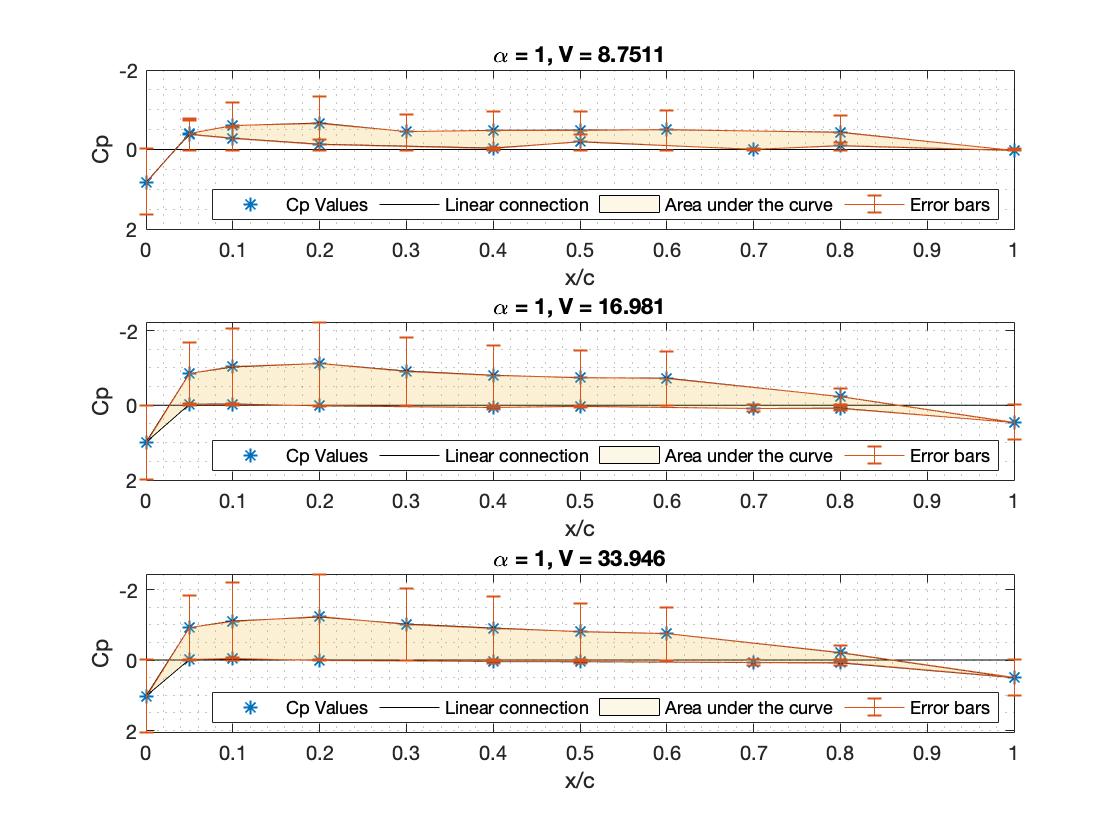 α = 1, V = 8.7511
-2
0
2
Cp
Cp Values Linear connection Area under the curve Error bars
0 0.1 0.2 0.3 0.4 0.5 0.6 0.7 0.8 0.9 1
x/c
α = 1, V = 16.981
-2
0
2
Cp
Cp Values Linear connection Area under the curve Error bars
0 0.1 0.2 0.3 0.4 0.5 0.6 0.7 0.8 0.9 1
x/c
α = 1, V = 33.946
-2
0
2
Cp
Cp Values Linear connection Area under the curve Error bars
0 0.1 0.2 0.3 0.4 0.5 0.6 0.7 0.8 0.9 1
x/c